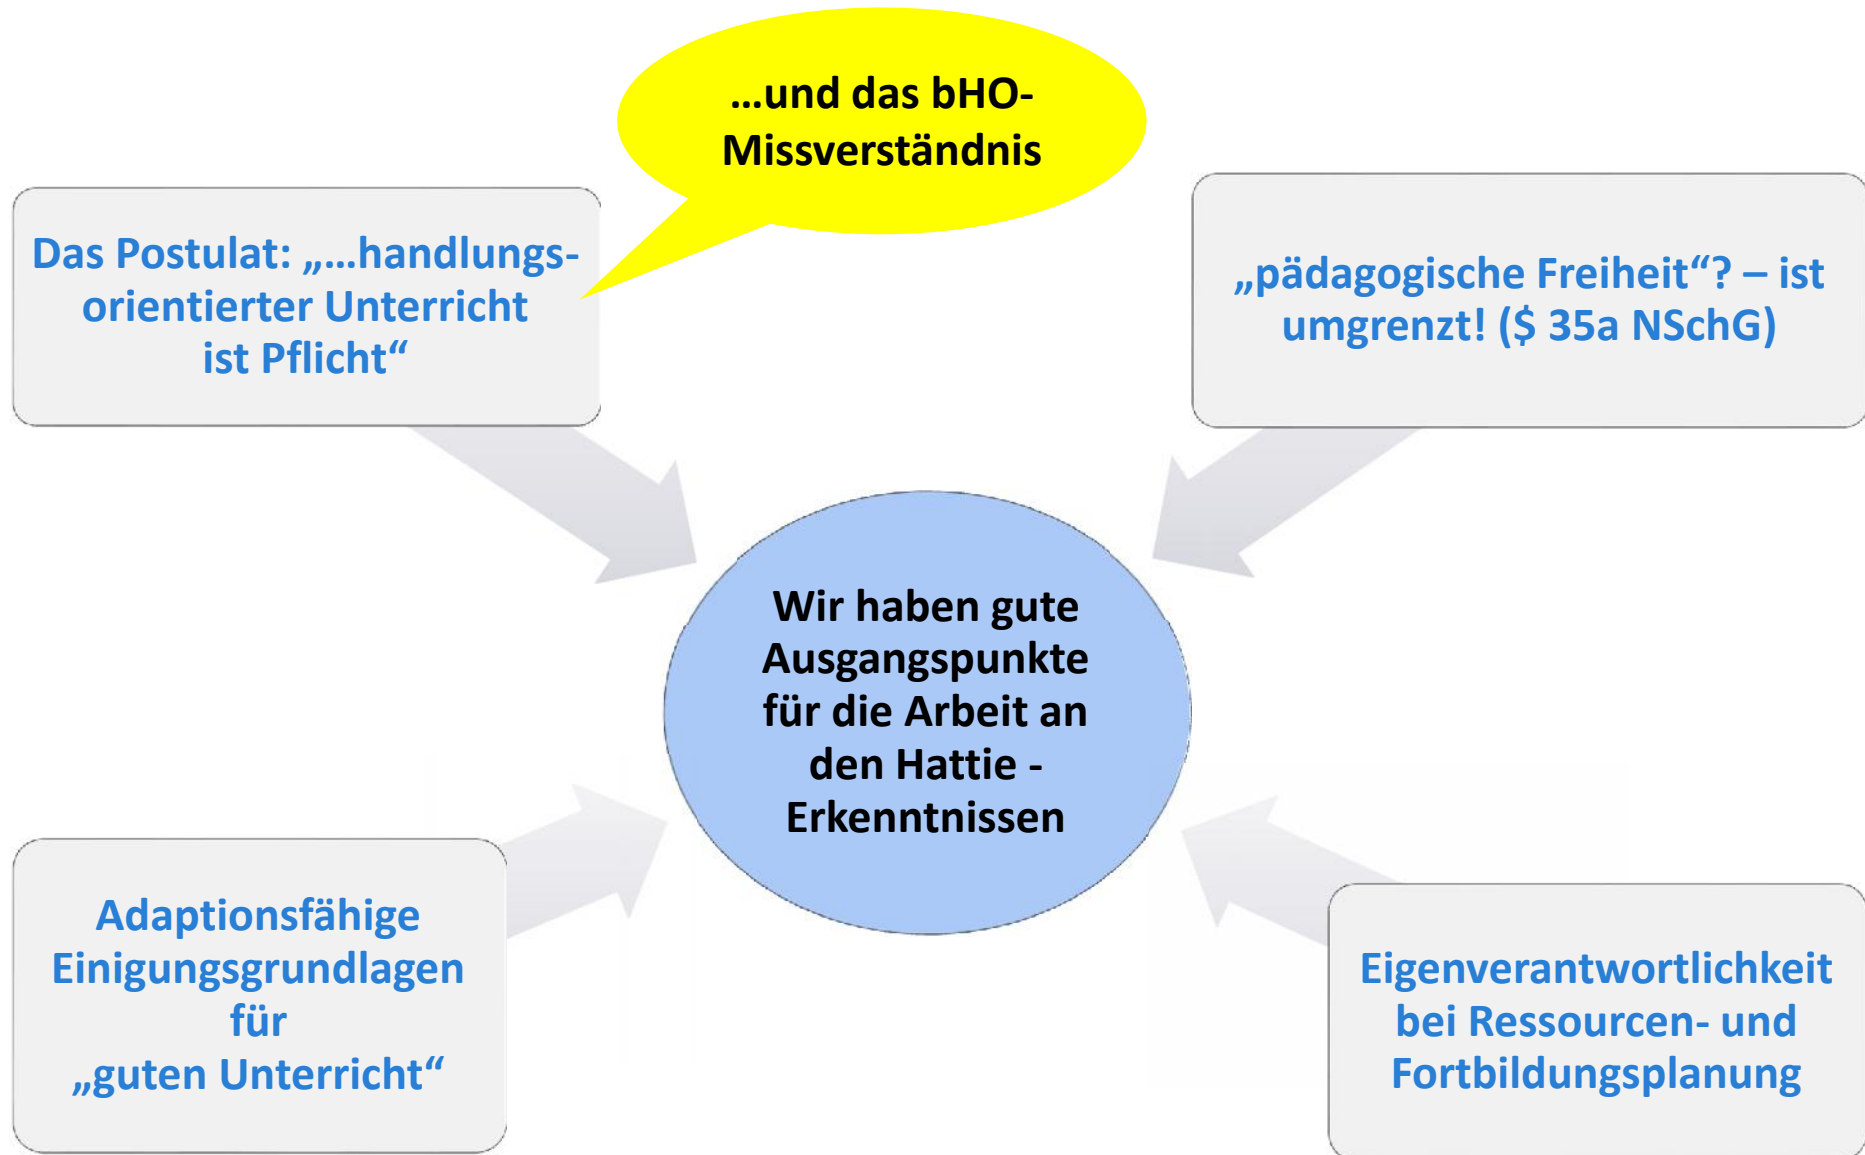 …und das bHO-
Missverständnis
Das Postulat: „…handlungs-
orientierter Unterricht
ist Pflicht“
„pädagogische Freiheit“? – ist
umgrenzt! ($ 35a NSchG)
Wir haben gute
Ausgangspunkte
für die Arbeit an
den Hattie -
Erkenntnissen
Adaptionsfähige
Einigungsgrundlagen
für
„guten Unterricht“
Eigenverantwortlichkeit
bei Ressourcen- und
Fortbildungsplanung